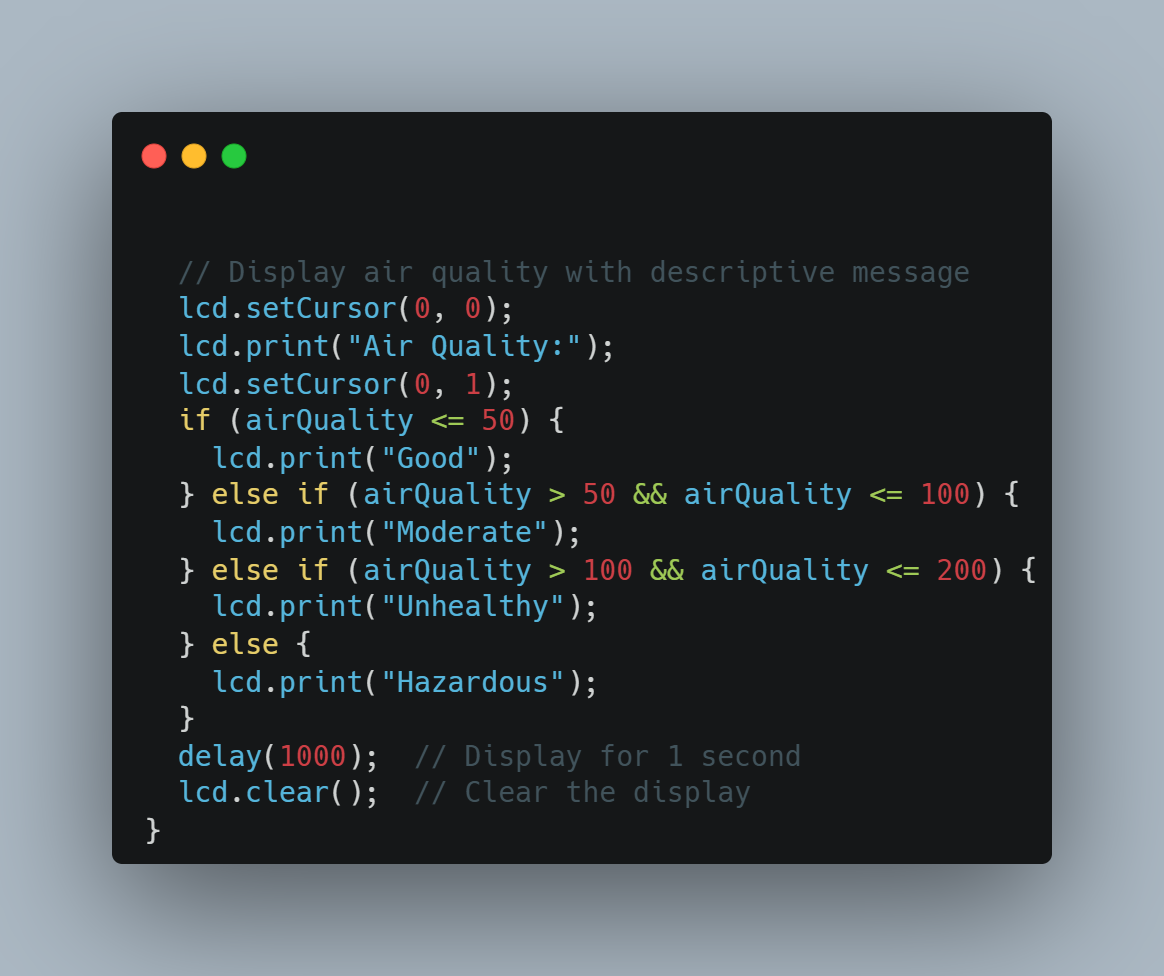 // Display air quality with descriptive message
lcd.setCursor(0, 0);
lcd.print("Air Quality:");
lcd.setCursor(0, 1);
if (airQuality <= 50) {
lcd.print("Good");
} else if (airQuality > 50 && airQuality <= 100) {
lcd.print("Moderate");
} else if (airQuality > 100 && airQuality <= 200) {
lcd.print("Unhealthy");
} else {
lcd.print("Hazardous");
}
delay(1000);  // Display for 1 second
lcd.clear();  // Clear the display
}